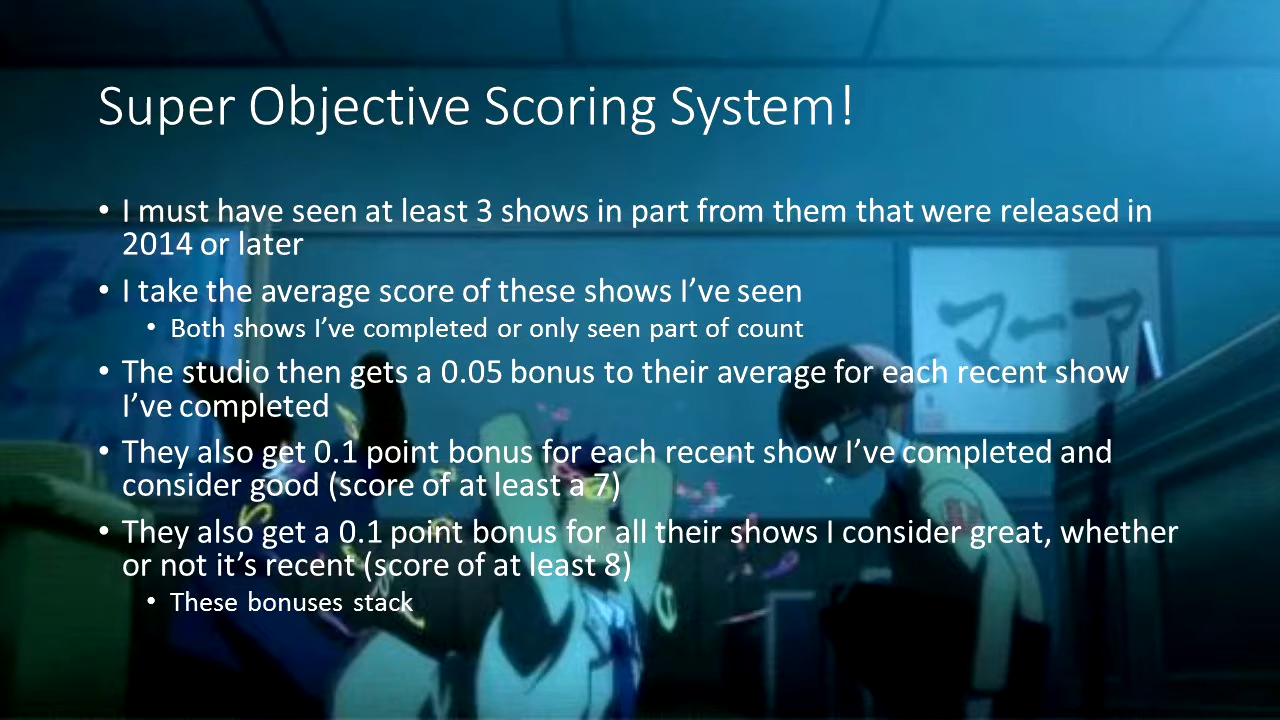 Super Objective Scoring System!
• I must have seen at least 3 shows in part from them that were released in
2014 or later
• I take the average score of these shows I've seen
• Both shows I've completed or only seen part of count
マーア
• The studio then gets a 0.05 bonus to their average for each recent show
I've completed
• They also get 0.1 point bonus for each recent show I've completed and
consider good (score of at least a 7)
• They also get a 0.1 point bonus for all their shows I consider great, whether
or not it's recent (score of at least 8)
• These bonuses stack